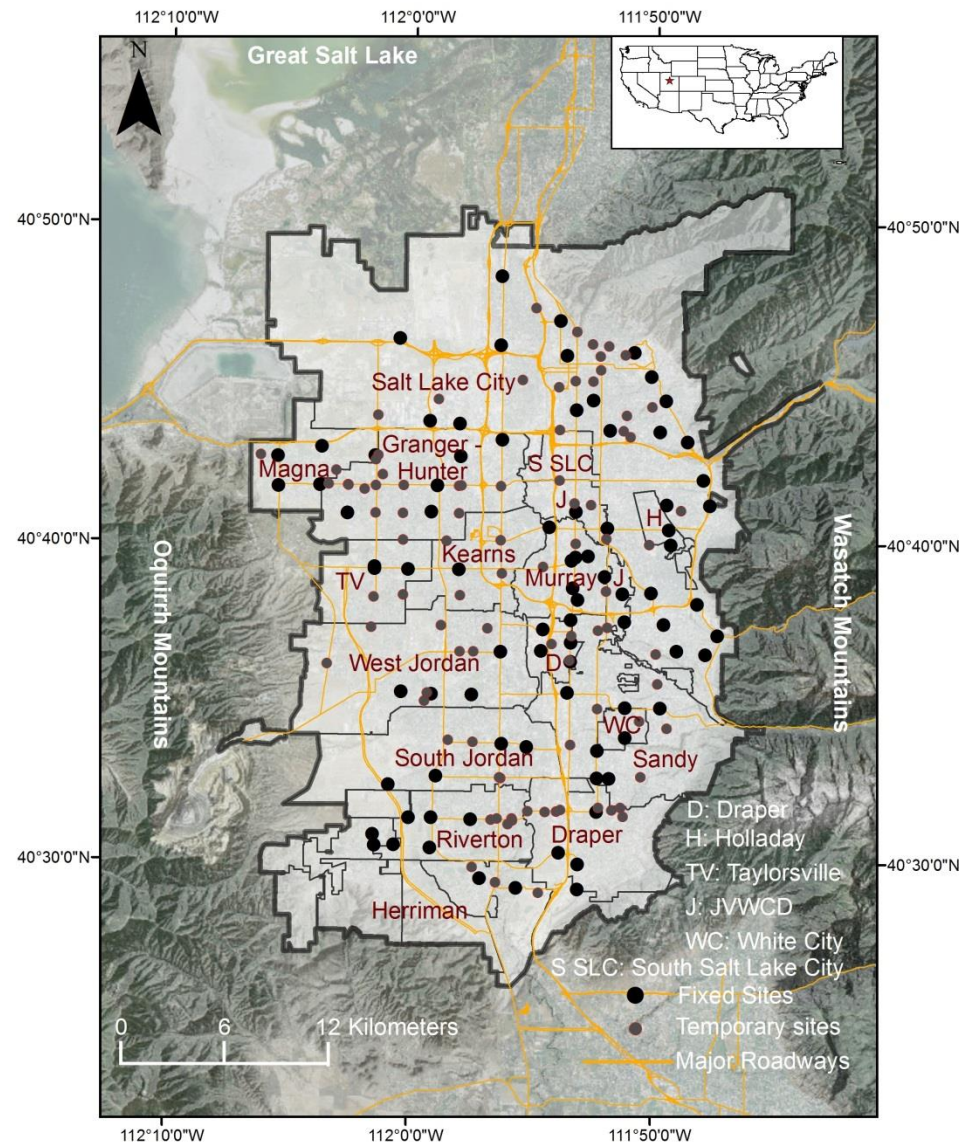 112°10'0"W
112°0'0"W
111°50'0"W
N
Great Salt Lake
40°50'0"N
40°50'0"N
Salt Lake City
Granger -
Hunter
Magna
S SLC
J
H
40°40'0"N
40°40'0"N
Kearns
TV
Murray
J
Oquirrh Mountains
Wasatch Mountains
West Jordan
D
WC
South Jordan
Sandy
Riverton
Draper
40°30'0"N
40°30'0"N
Herriman
D: Draper
H: Holladay
TV: Taylorsville
J: JVWCD
WC: White City
S SLC: South Salt Lake City
Fixed Sites
Temporary sites
Major Roadways
0 6 12 Kilometers
112°10'0"W
112°0'0"W
111°50'0"W